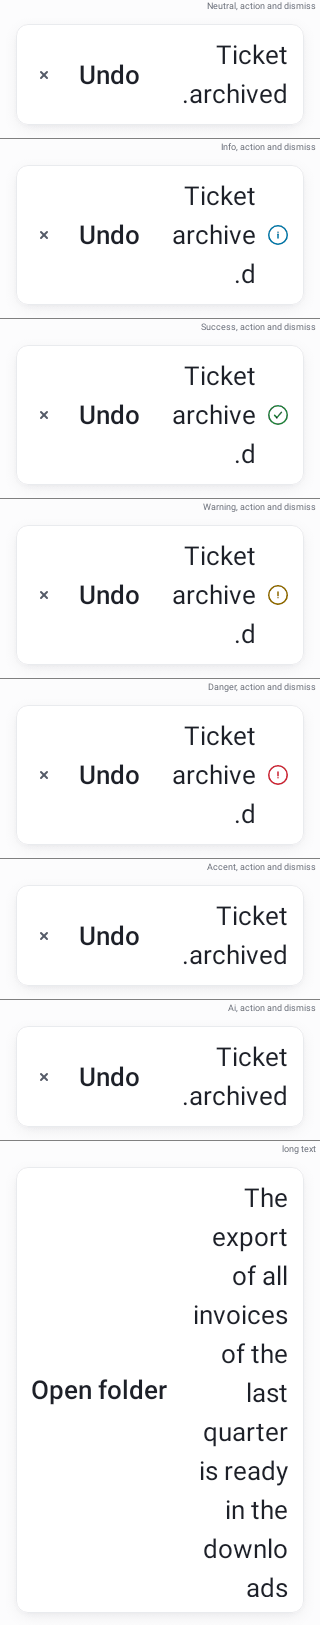 Neutral, action and dismiss
Ticket
.archived
Undo
×
Info, action and dismiss
Ticket
archive
.d
Undo
×
Success, action and dismiss
Ticket
archive
.d
Undo
×
Warning, action and dismiss
Ticket
archive
.d
Undo
×
Danger, action and dismiss
Ticket
archive
.d
Undo
×
Accent, action and dismiss
Ticket
.archived
Undo
×
Ai, action and dismiss
Ticket
.archived
Undo
×
long text
The
export
of all
invoices
of the
last
quarter
is ready
in the
downlo
ads
Open folder